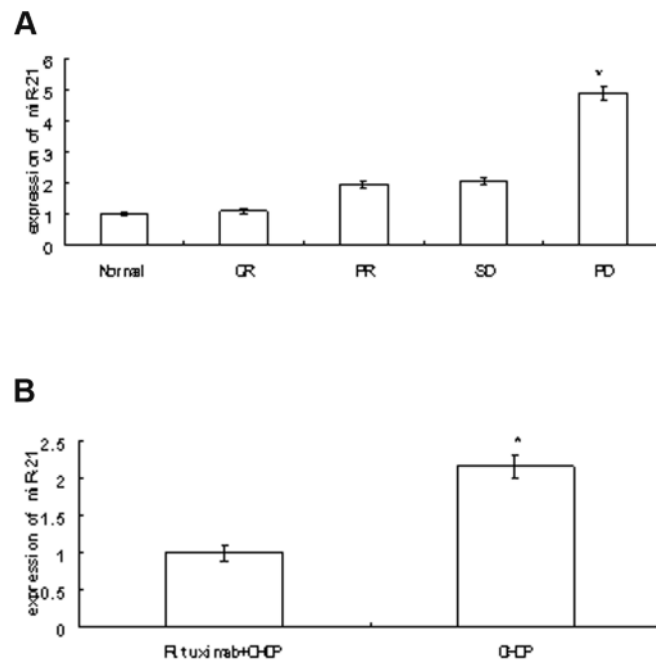 A
expression of miR-21
6
5
4
3
2
1
0
*
Normal CR PR SD PD
B
expression of miR-21
2.5
2
1.5
1
0.5
0
*
Rituximab+CHOP CHOP